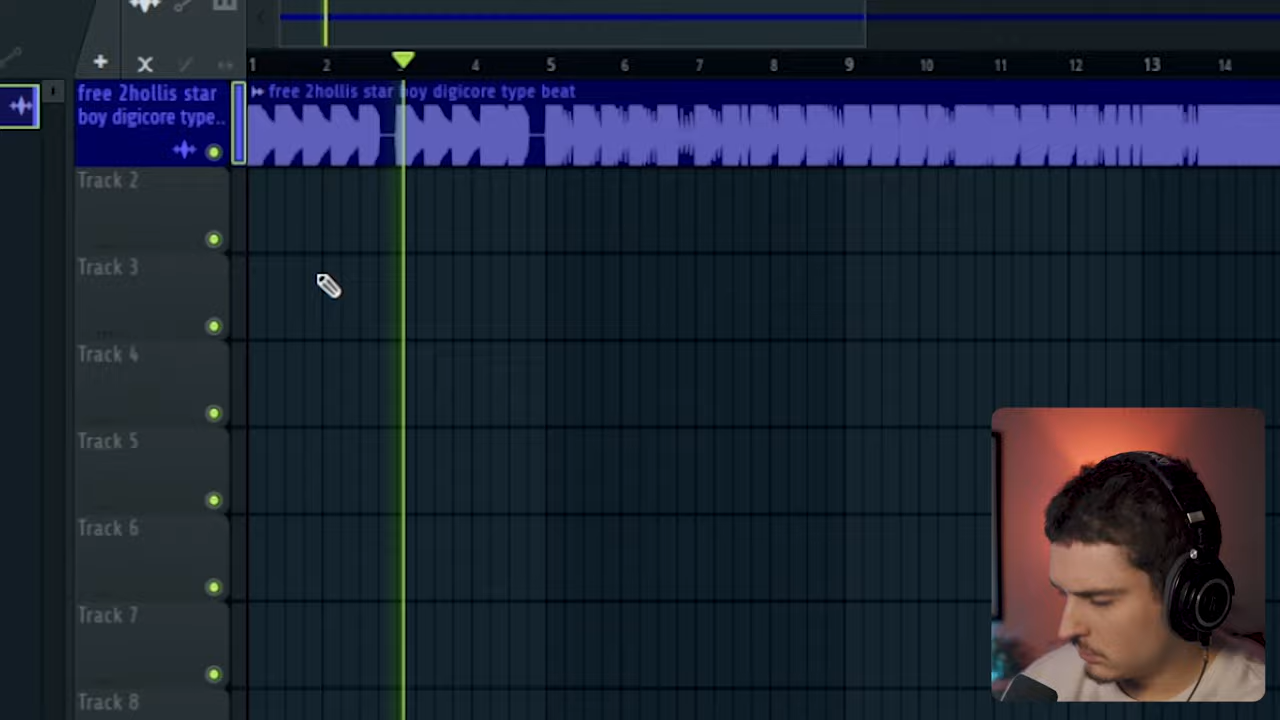 1 2 3 4 5 6 7 8 9 10 11 12 13 14
free 2hollis star
boy digicore type..
free 2hollis star boy digicore type beat
Track 2
Track 3
Track 4
Track 5
Track 6
Track 7
Track 8